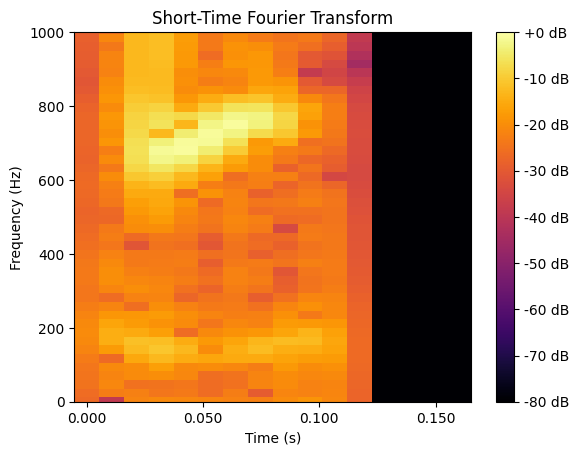 Short-Time Fourier Transform
1000
800
600
400
200
0
Frequency (Hz)
0.000
0.050
0.100
0.150
Time (s)
+0 dB
-10 dB
-20 dB
-30 dB
-40 dB
-50 dB
-60 dB
-70 dB
-80 dB